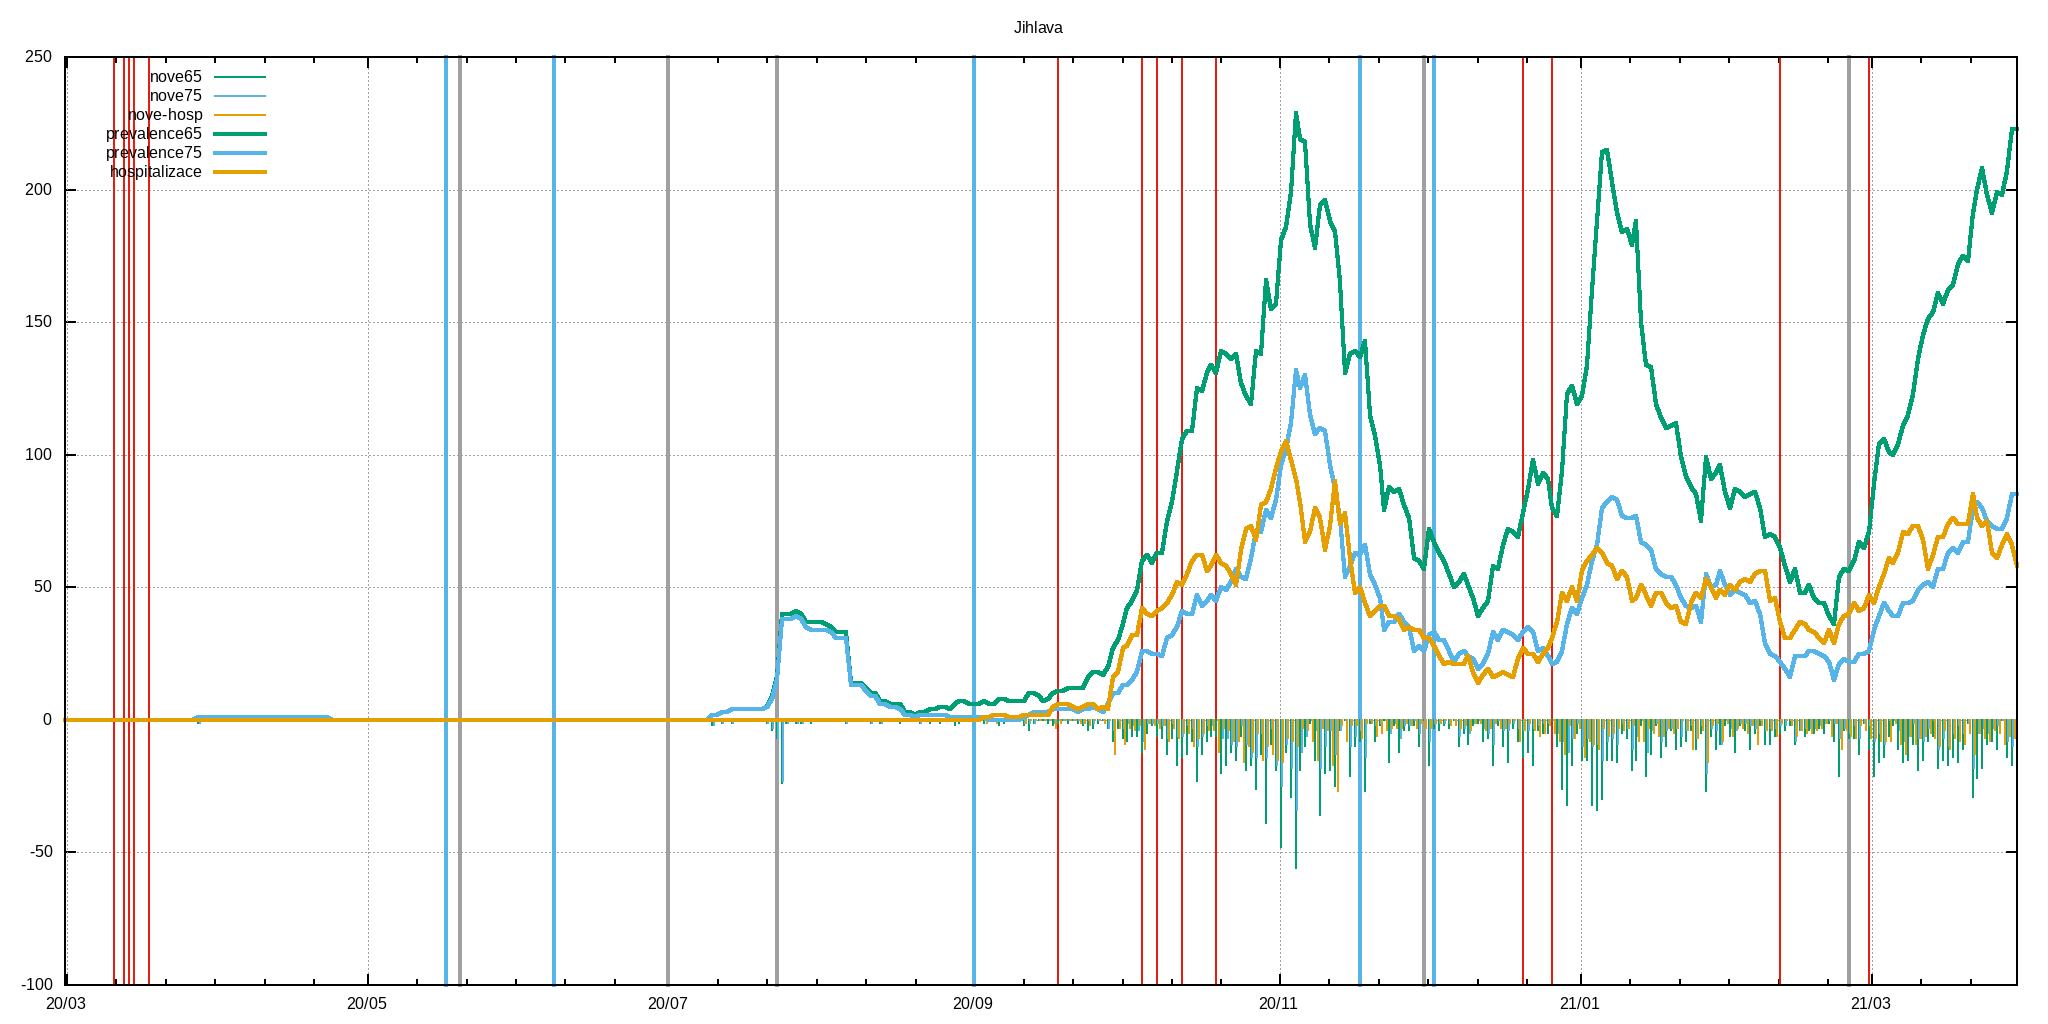 Jihlava
250
nove65
nove75
nove-hosp
prevalence65
prevalence75
hospitalizace
200
150
100
50
0
-50
-100
20/03 20/05 20/07 20/09 20/11 21/01 21/03